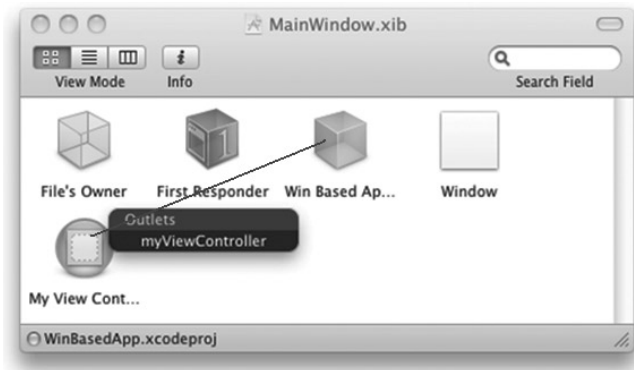 MainWindow.xib
View Mode
Info
Search Field
File's Owner
First Responder
Win Based Ap...
Window
Outlets
myViewController
My View Cont...
WinBasedApp.xcodeproj